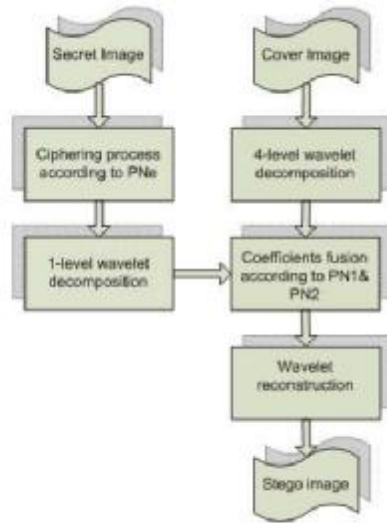 Secret Image
Cover Image
Ciphering process
according to PNe
4-level wavelet
decomposition
1-level wavelet
decomposition
Coefficients fusion
according to PN1&
PN2
Wavelet
reconstruction
Stego image